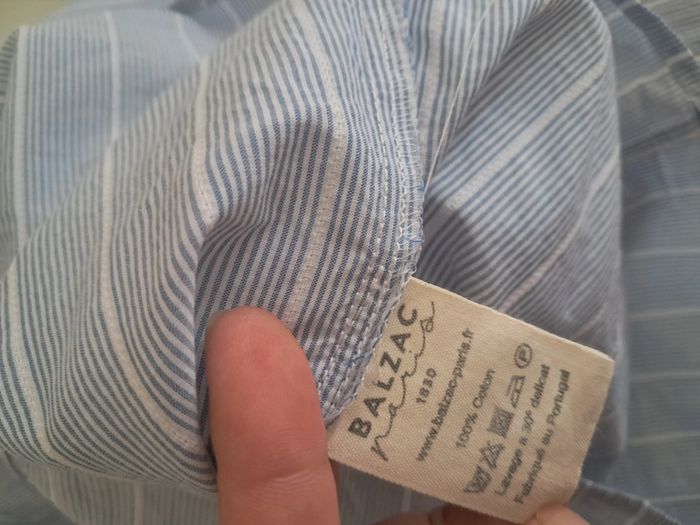 BALZAC
paris
1830
www.balzac-paris.fr
100% Coton
Lavage a 30° délicat
Fabriqué au Portugal